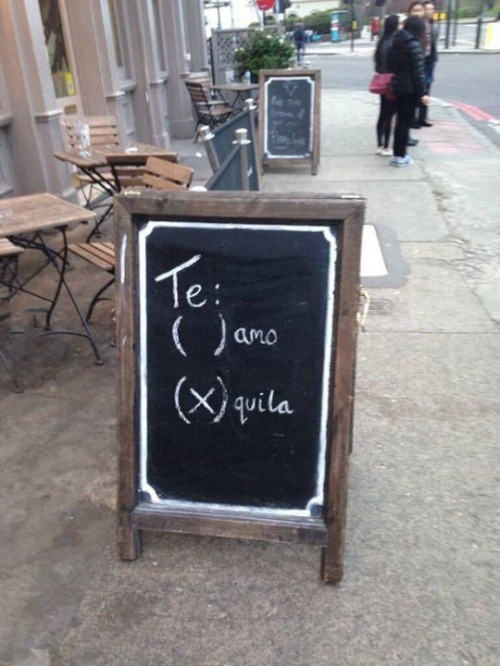 Te:
( ) amo
(X) quila